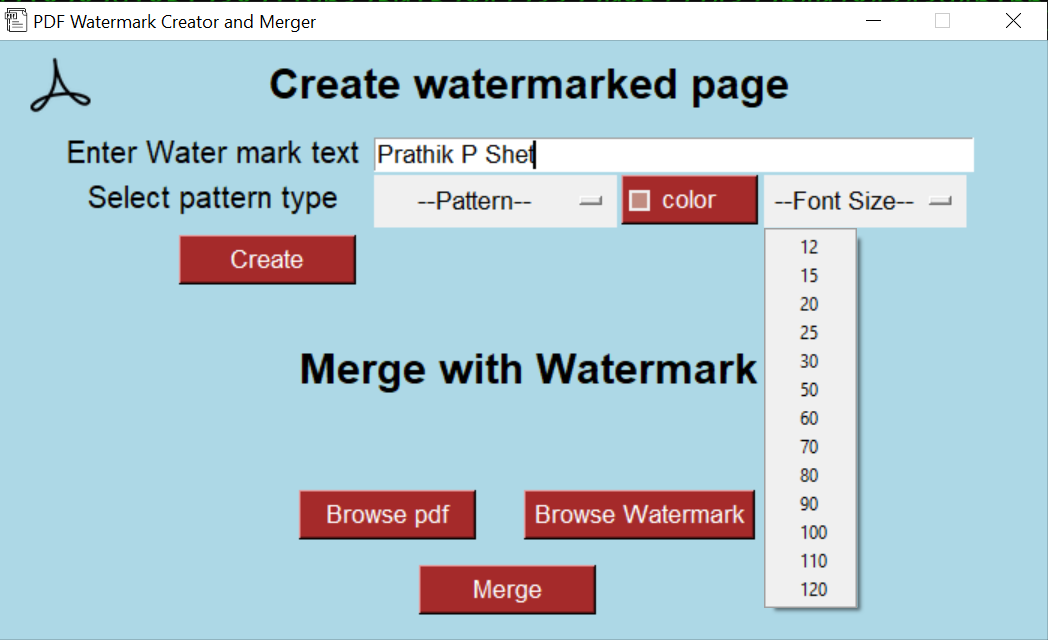 PDF Watermark Creator and Merger
Create watermarked page
Enter Water mark text Prathik P Shet
Select pattern type --Pattern-- color --Font Size--
Create
12
15
20
25
30
50
60
70
80
90
100
110
120
Merge with Watermark
Browse pdf Browse Watermark
Merge